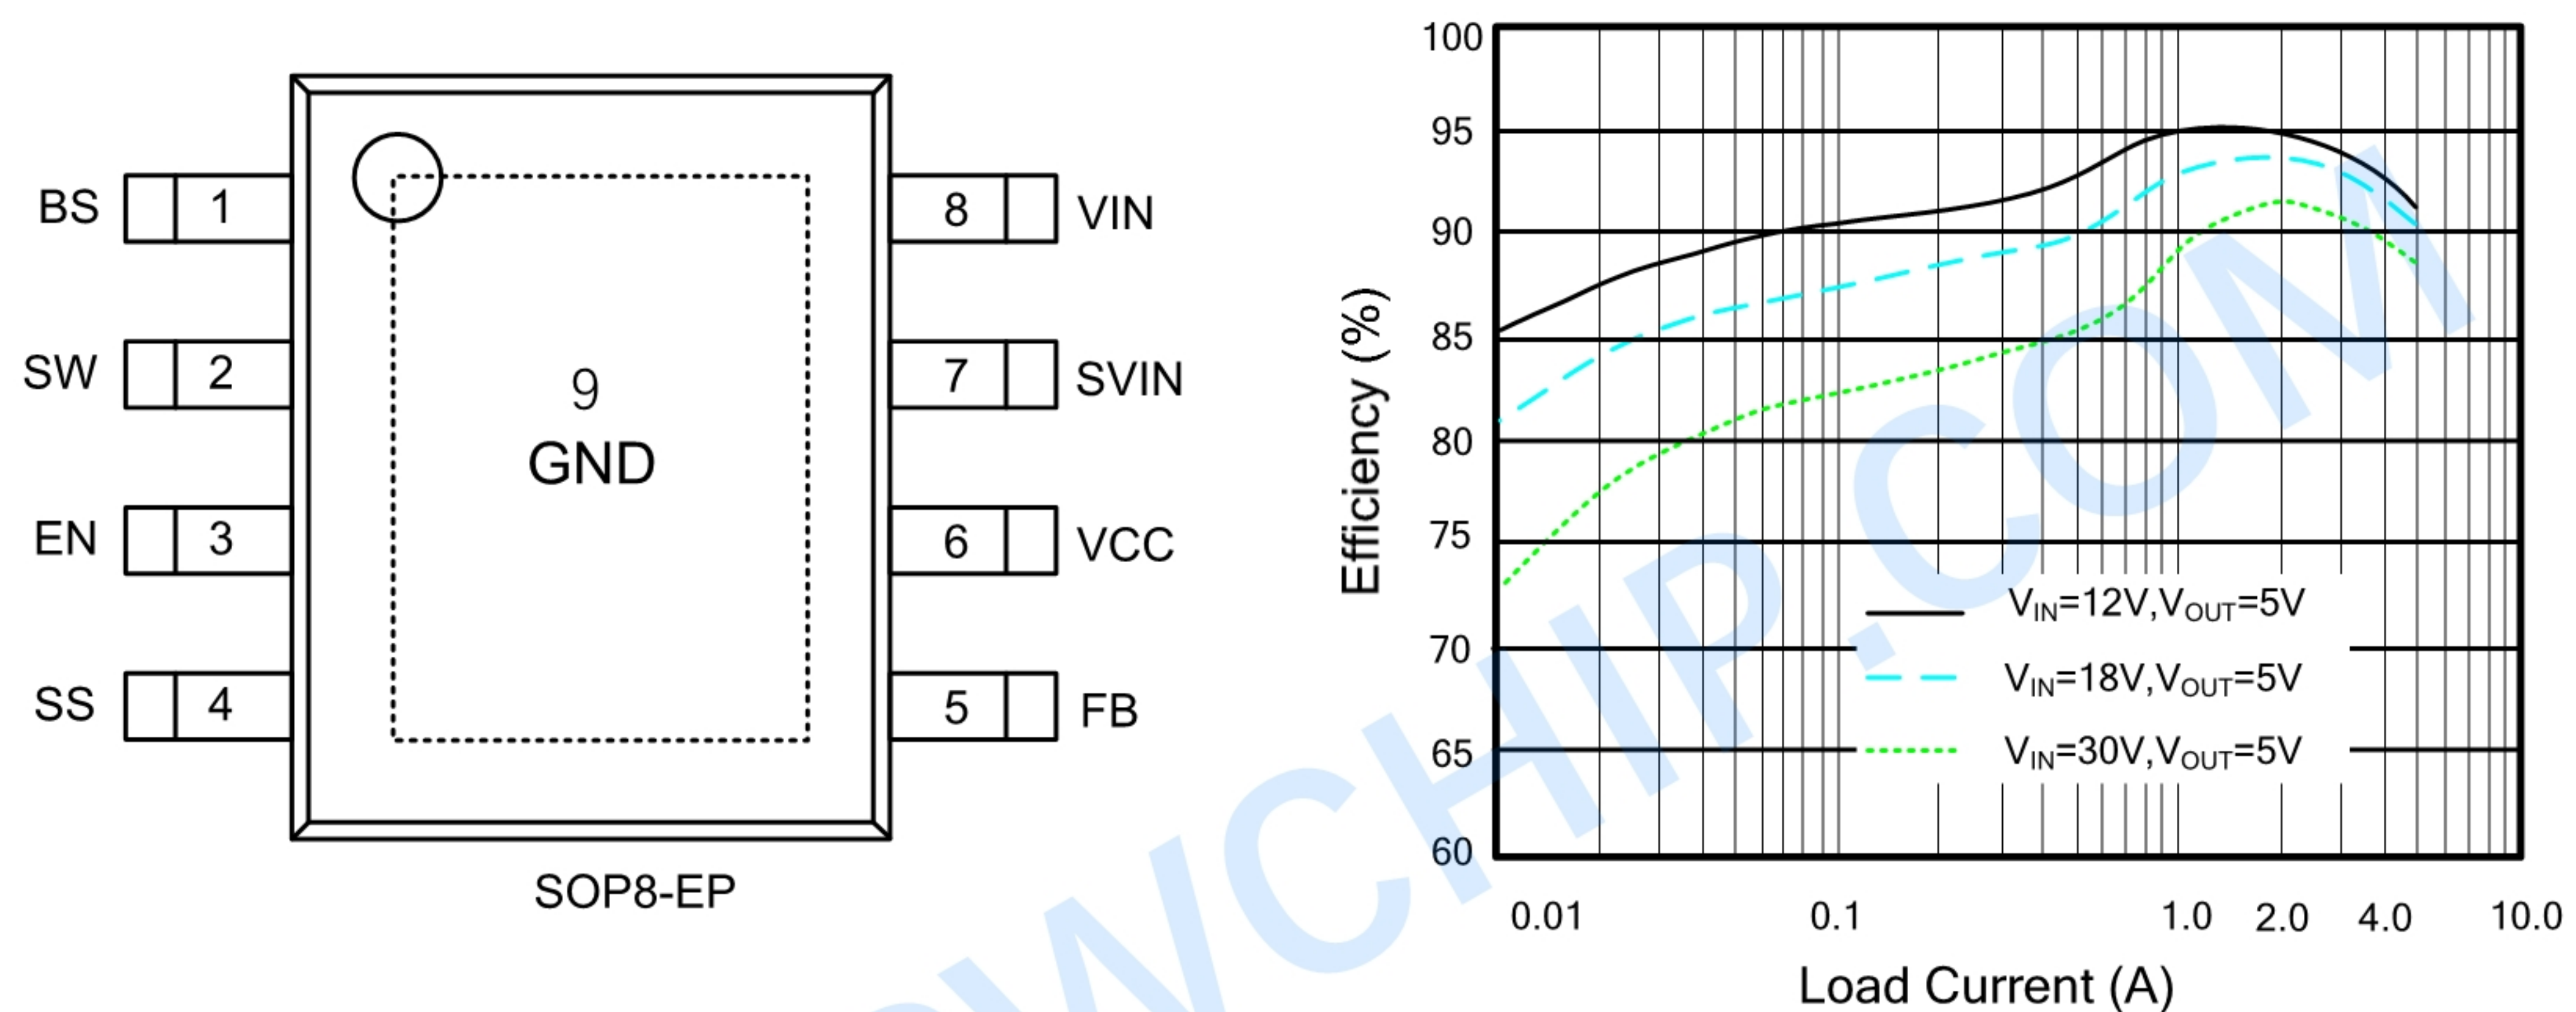 BS 1
SW 2
EN 3
SS 4
9
GND
8 VIN
7 SVIN
6 VCC
5 FB
SOP8-EP
Efficiency (%)
100
95
90
85
80
75
70
65
60
VIN=12V,VOUT=5V
VIN=18V,VOUT=5V
VIN=30V,VOUT=5V
0.01 0.1 1.0 2.0 4.0 10.0
Load Current (A)
WCHIP.COM